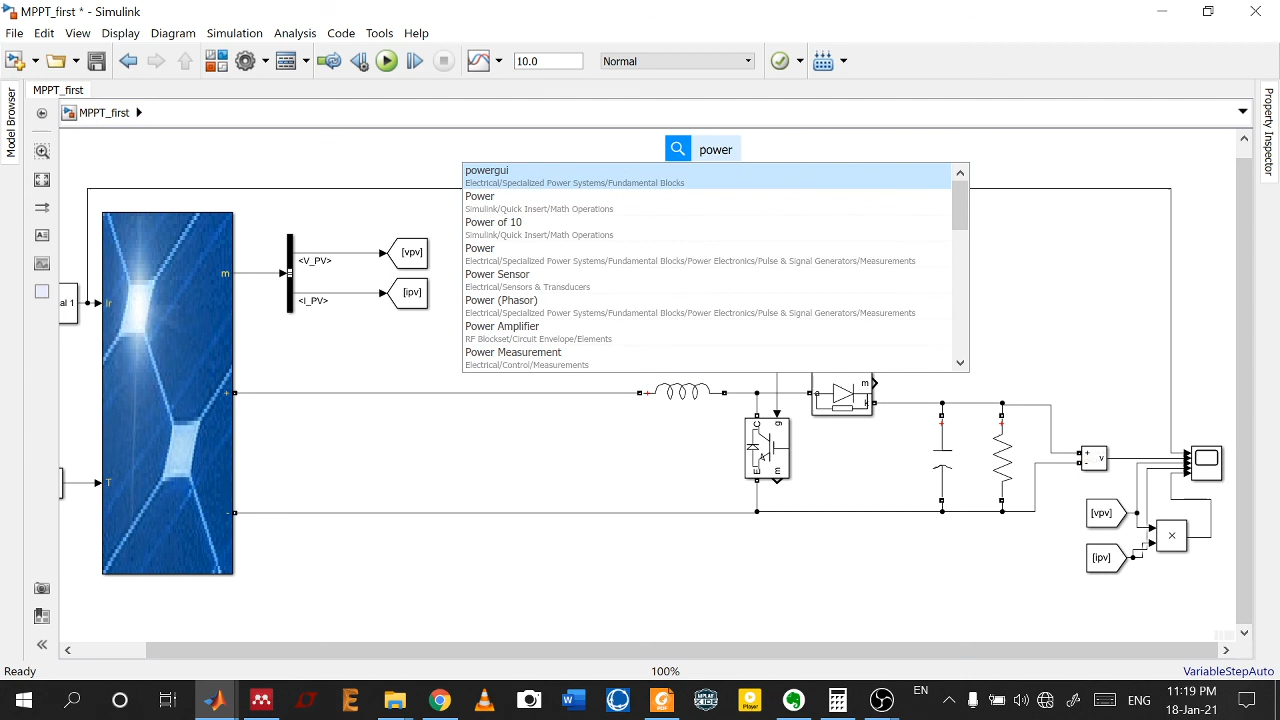 MPPT_first * - Simulink
File Edit View Display Diagram Simulation Analysis Code Tools Help
10.0
Normal
MPPT_first
MPPT_first
Model Browser
Property Inspector
power
powergui
Electrical/Specialized Power Systems/Fundamental Blocks
Power
Simulink/Quick Insert/Math Operations
Power of 10
Simulink/Quick Insert/Math Operations
Power
Electrical/Specialized Power Systems/Fundamental Blocks/Power Electronics/Pulse & Signal Generators/Measurements
Power Sensor
Electrical/Sensors & Transducers
Power (Phasor)
Electrical/Specialized Power Systems/Fundamental Blocks/Power Electronics/Pulse & Signal Generators/Measurements
Power Amplifier
RF Blockset/Circuit Envelope/Elements
Power Measurement
Electrical/Control/Measurements
al 1
Ir
m
T
+
-
<V_PV>
<I_PV>
[vpv]
[ipv]
+
C
g
E
m
a
m
k
+
+
+
-
v
[vpv]
[ipv]
×
Ready
100%
VariableStepAuto
EN
ENG
11:19 PM
18-Jan-21